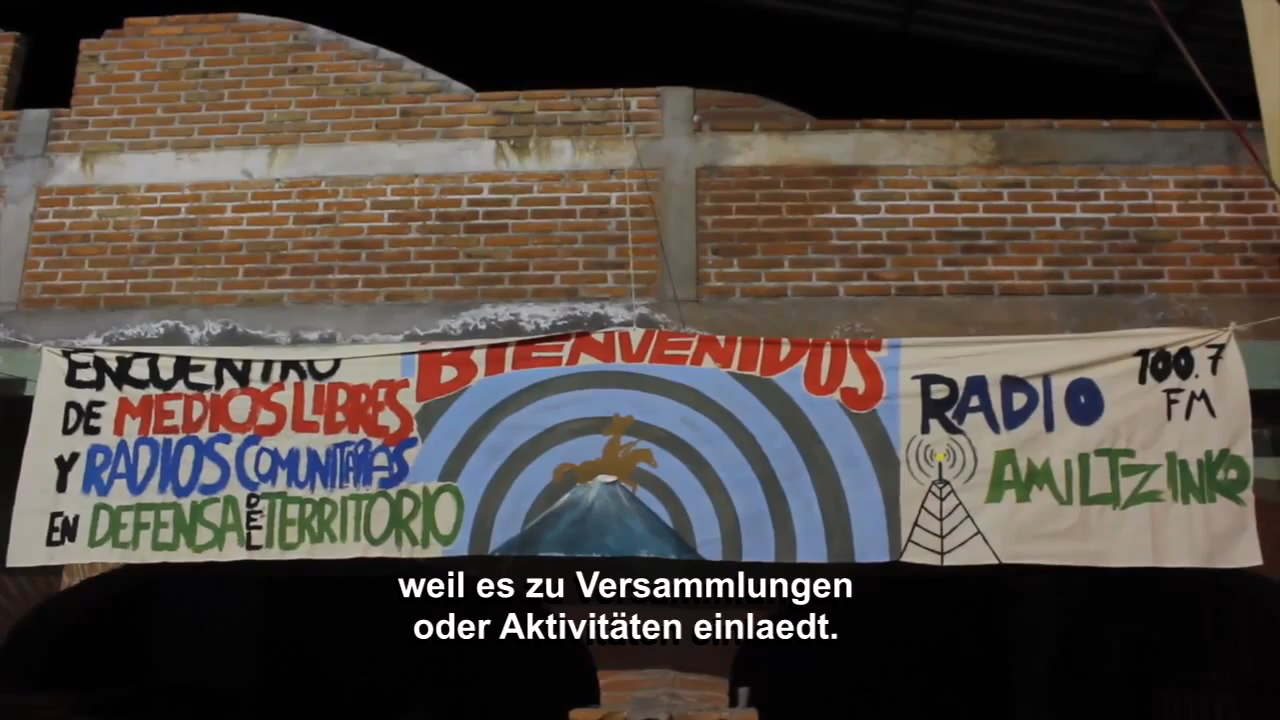 ENCUENTRO
DE MEDIOS LIBRES
Y RADIOS COMUNITARIAS
EN DEFENSA DEL TERRITORIO
BIENVENIDOS
RADIO
100.7
FM
AMILTZINKO
weil es zu Versammlungen
oder Aktivitäten einlaedt.